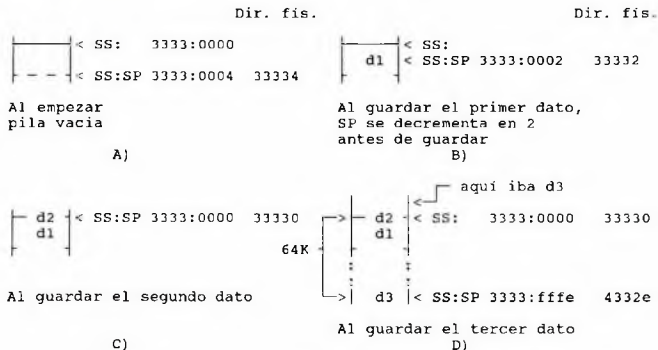 Dir. fis.
< SS: 3333:0000
< SS:SP 3333:0004 33334
Al empezar
pila vacia
A)
Dir. fis.
< SS:
d1 < SS:SP 3333:0002 33332
Al guardar el primer dato,
SP se decrementa en 2
antes de guardar
B)
d2 < SS:SP 3333:0000 33330
d1
Al guardar el segundo dato
C)
aquí iba d3
> d2 < SS: 3333:0000 33330
d1
64K
> d3 < SS:SP 3333:fffe 4332e
Al guardar el tercer dato
D)